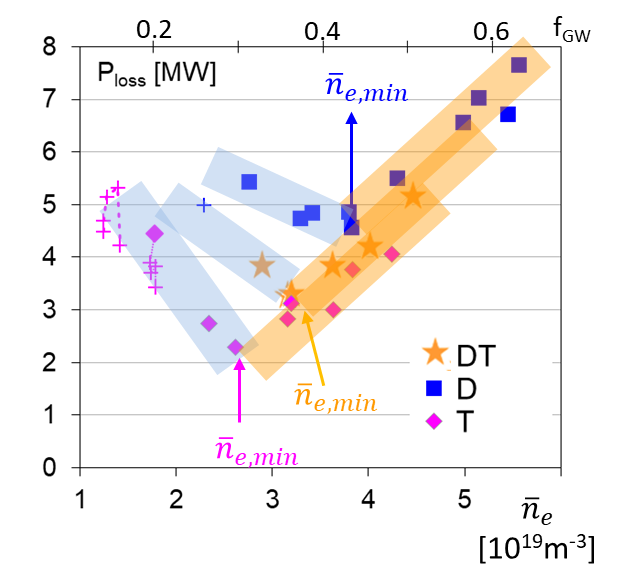 0.2 0.4 0.6 f_GW
8
P_loss [MW]
n̅_e,min
7
6
5
4
3
2
1
0
DT
D
T
n̅_e,min
n̅_e,min
1 2 3 4 5 n̅_e
[10^19 m^-3]